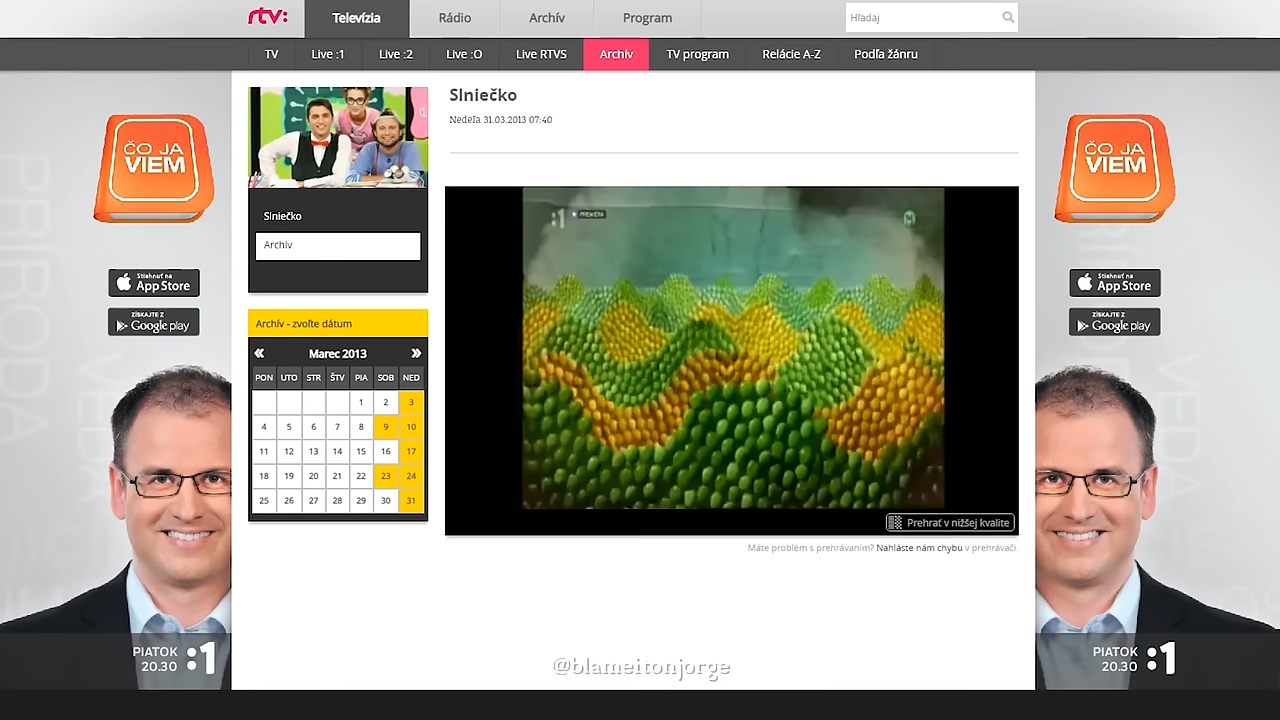 rtv:
Televízia
Rádio
Archív
Program
Hľadaj
TV
Live :1
Live :2
Live :O
Live RTVS
Archív
TV program
Relácie A-Z
Podľa žánru
Slniečko
Nedeľa 31.03.2013 07:40
ČO JA
VIEM
Stiahnuť na
App Store
ZÍSKAJTE Z
Google play
PRÍRODA
VEDA
PIATOK
20.30
:1
Slniečko
Archív
Archív - zvoľte dátum
« Marec 2013 »
PON UTO STR ŠTV PIA SOB NED
1 2 3
4 5 6 7 8 9 10
11 12 13 14 15 16 17
18 19 20 21 22 23 24
25 26 27 28 29 30 31
:1
PREMIÉRA
Prehrať v nižšej kvalite
Máte problém s prehrávaním? Nahláste nám chybu v prehrávači.
@blameitonjorge
ČO JA
VIEM
Stiahnuť na
App Store
ZÍSKAJTE Z
Google play
VEDA
PIATOK
20.30
:1